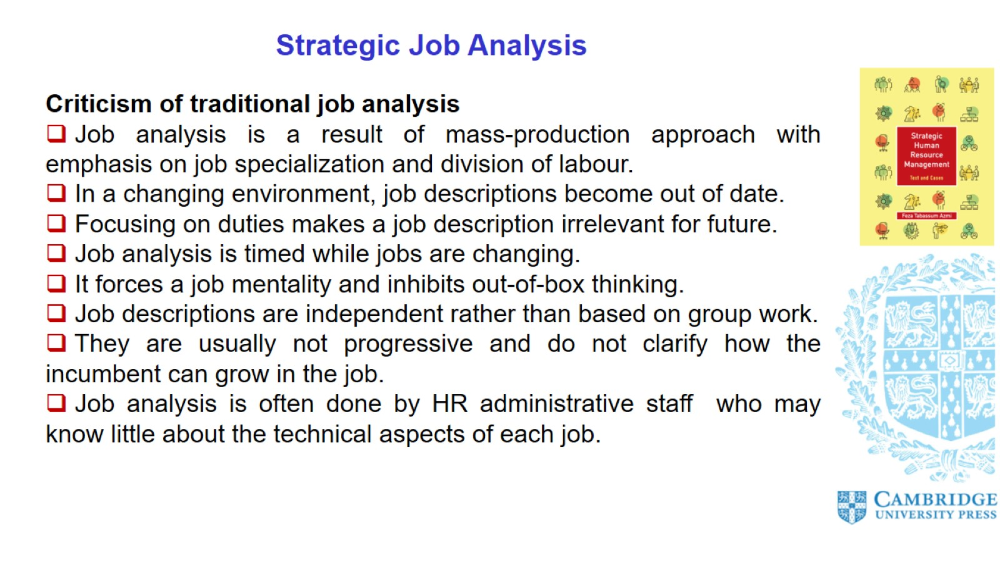 Strategic Job Analysis
Criticism of traditional job analysis
❑ Job analysis is a result of mass-production approach with
emphasis on job specialization and division of labour.
❑ In a changing environment, job descriptions become out of date.
❑ Focusing on duties makes a job description irrelevant for future.
❑ Job analysis is timed while jobs are changing.
❑ It forces a job mentality and inhibits out-of-box thinking.
❑ Job descriptions are independent rather than based on group work.
❑ They are usually not progressive and do not clarify how the
incumbent can grow in the job.
❑ Job analysis is often done by HR administrative staff who may
know little about the technical aspects of each job.
Strategic
Human
Resource
Management
Text and Cases
Feza Tabassum Azmi
CAMBRIDGE
UNIVERSITY PRESS